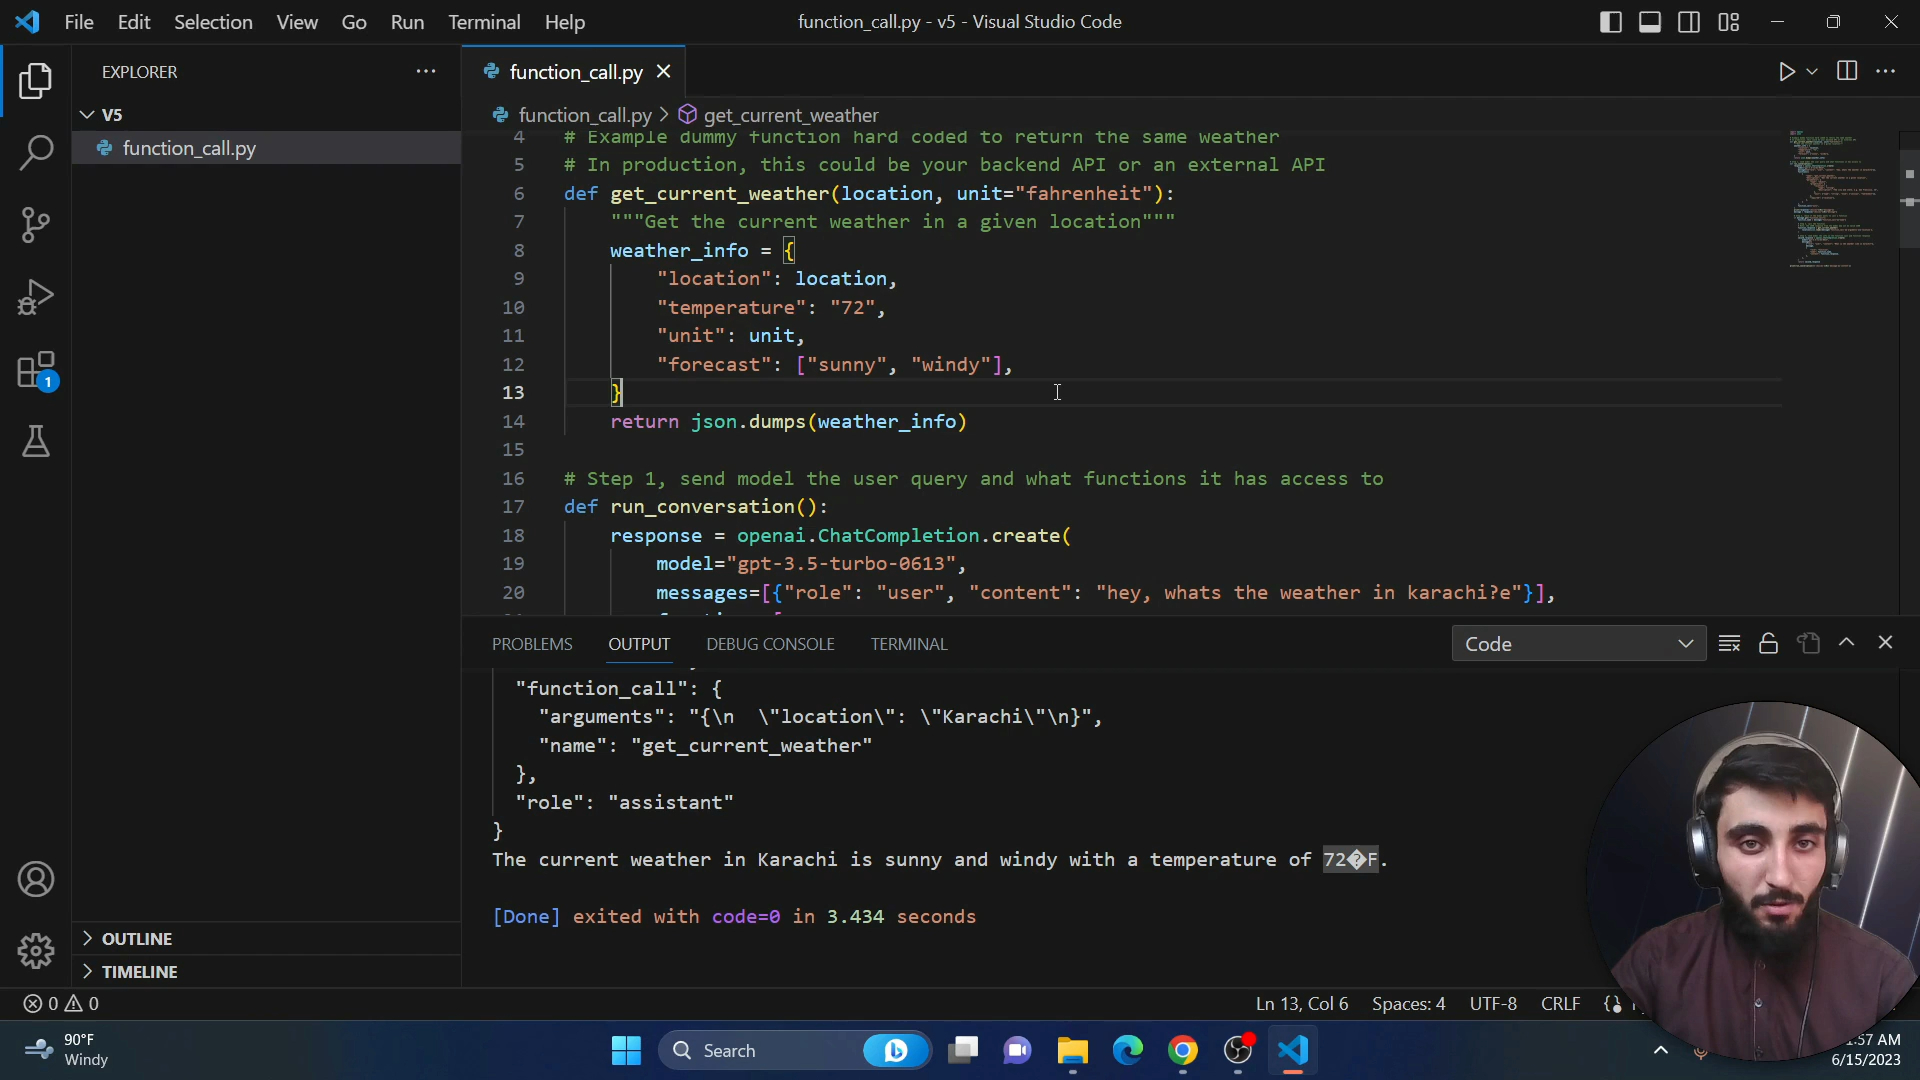 File Edit Selection View Go Run Terminal Help
function_call.py - v5 - Visual Studio Code
EXPLORER
V5
function_call.py
OUTLINE
TIMELINE
function_call.py
function_call.py > get_current_weather
4 # Example dummy function hard coded to return the same weather
5 # In production, this could be your backend API or an external API
6 def get_current_weather(location, unit="fahrenheit"):
7 """Get the current weather in a given location"""
8 weather_info = {
9 "location": location,
10 "temperature": "72",
11 "unit": unit,
12 "forecast": ["sunny", "windy"],
13 }
14 return json.dumps(weather_info)
15
16 # Step 1, send model the user query and what functions it has access to
17 def run_conversation():
18 response = openai.ChatCompletion.create(
19 model="gpt-3.5-turbo-0613",
20 messages=[{"role": "user", "content": "hey, whats the weather in karachi?e"}],
PROBLEMS OUTPUT DEBUG CONSOLE TERMINAL
Code
"function_call": {
"arguments": "{\n  \"location\": \"Karachi\"\n}",
"name": "get_current_weather"
},
"role": "assistant"
}
The current weather in Karachi is sunny and windy with a temperature of 72�F.
[Done] exited with code=0 in 3.434 seconds
1
0 0
Ln 13, Col 6 Spaces: 4 UTF-8 CRLF {}
90°F
Windy
Search
:57 AM
6/15/2023